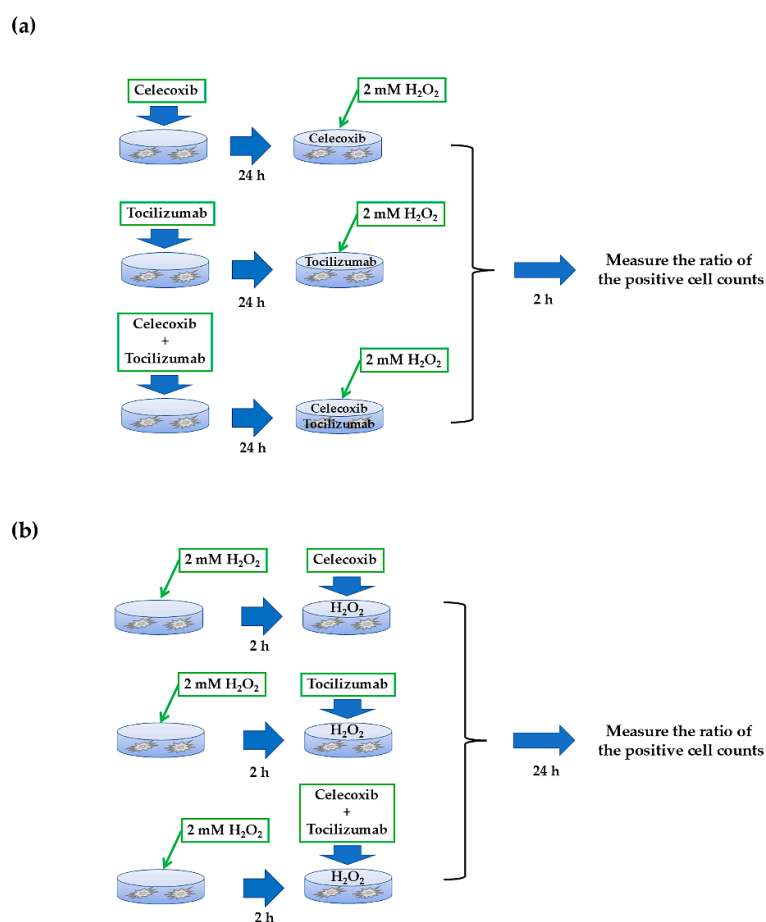 (a)
Celecoxib
2 mM H₂O₂
Celecoxib
24 h
Tocilizumab
2 mM H₂O₂
Tocilizumab
24 h
Measure the ratio of
the positive cell counts
2 h
Celecoxib
+
Tocilizumab
2 mM H₂O₂
Celecoxib
Tocilizumab
24 h
(b)
2 mM H₂O₂
Celecoxib
H₂O₂
2 h
2 mM H₂O₂
Tocilizumab
H₂O₂
2 h
Measure the ratio of
the positive cell counts
24 h
2 mM H₂O₂
Celecoxib
+
Tocilizumab
H₂O₂
2 h